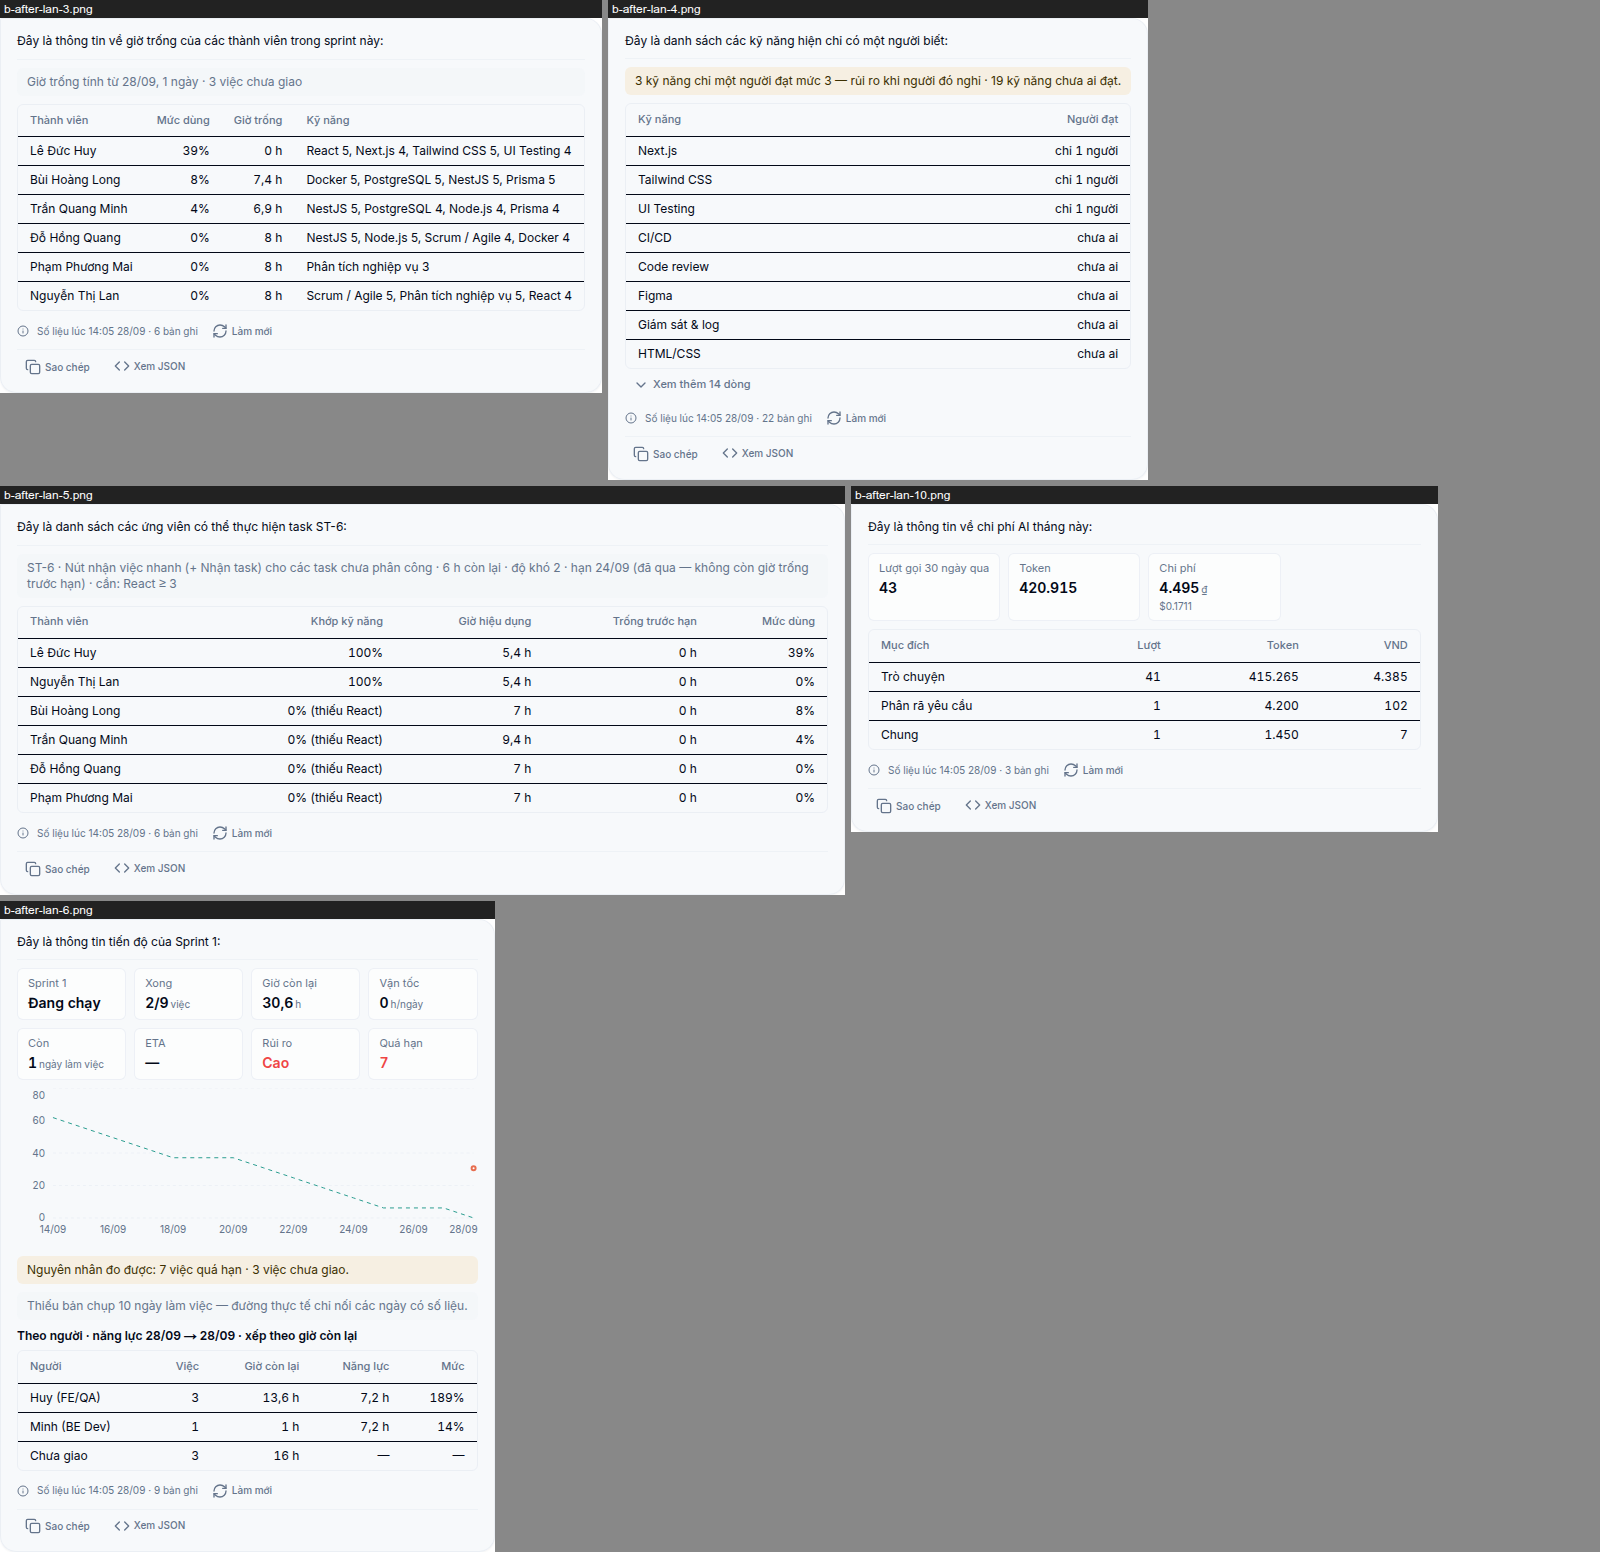 b-after-lan-3.png
Đây là thông tin về giờ trống của các thành viên trong sprint này:
Giờ trống tính từ 28/09, 1 ngày · 3 việc chưa giao
Thành viên Mức dùng Giờ trống Kỹ năng
Lê Đức Huy 39% 0 h React 5, Next.js 4, Tailwind CSS 5, UI Testing 4
Bùi Hoàng Long 8% 7,4 h Docker 5, PostgreSQL 5, NestJS 5, Prisma 5
Trần Quang Minh 4% 6,9 h NestJS 5, PostgreSQL 4, Node.js 4, Prisma 4
Đỗ Hồng Quang 0% 8 h NestJS 5, Node.js 5, Scrum / Agile 4, Docker 4
Phạm Phương Mai 0% 8 h Phân tích nghiệp vụ 3
Nguyễn Thị Lan 0% 8 h Scrum / Agile 5, Phân tích nghiệp vụ 5, React 4
Số liệu lúc 14:05 28/09 · 6 bản ghi Làm mới
Sao chép Xem JSON
b-after-lan-4.png
Đây là danh sách các kỹ năng hiện chỉ có một người biết:
3 kỹ năng chỉ một người đạt mức 3 — rủi ro khi người đó nghỉ · 19 kỹ năng chưa ai đạt.
Kỹ năng Người đạt
Next.js chỉ 1 người
Tailwind CSS chỉ 1 người
UI Testing chỉ 1 người
CI/CD chưa ai
Code review chưa ai
Figma chưa ai
Giám sát & log chưa ai
HTML/CSS chưa ai
Xem thêm 14 dòng
Số liệu lúc 14:05 28/09 · 22 bản ghi Làm mới
Sao chép Xem JSON
b-after-lan-5.png
Đây là danh sách các ứng viên có thể thực hiện task ST-6:
ST-6 · Nút nhận việc nhanh (+ Nhận task) cho các task chưa phân công · 6 h còn lại · độ khó 2 · hạn 24/09 (đã qua — không còn giờ trống
trước hạn) · cần: React ≥ 3
Thành viên Khớp kỹ năng Giờ hiệu dụng Trống trước hạn Mức dùng
Lê Đức Huy 100% 5,4 h 0 h 39%
Nguyễn Thị Lan 100% 5,4 h 0 h 0%
Bùi Hoàng Long 0% (thiếu React) 7 h 0 h 8%
Trần Quang Minh 0% (thiếu React) 9,4 h 0 h 4%
Đỗ Hồng Quang 0% (thiếu React) 7 h 0 h 0%
Phạm Phương Mai 0% (thiếu React) 7 h 0 h 0%
Số liệu lúc 14:05 28/09 · 6 bản ghi Làm mới
Sao chép Xem JSON
b-after-lan-10.png
Đây là thông tin về chi phí AI tháng này:
Lượt gọi 30 ngày qua Token Chi phí
43 420.915 4.495 ₫
$0.1711
Mục đích Lượt Token VND
Trò chuyện 41 415.265 4.385
Phân rã yêu cầu 1 4.200 102
Chung 1 1.450 7
Số liệu lúc 14:05 28/09 · 3 bản ghi Làm mới
Sao chép Xem JSON
b-after-lan-6.png
Đây là thông tin tiến độ của Sprint 1:
Sprint 1 Xong Giờ còn lại Vận tốc
Đang chạy 2/9 việc 30,6 h 0 h/ngày
Còn ETA Rủi ro Quá hạn
1 ngày làm việc — Cao 7
80
60
40
20
0
14/09 16/09 18/09 20/09 22/09 24/09 26/09 28/09
Nguyên nhân đo được: 7 việc quá hạn · 3 việc chưa giao.
Thiếu bản chụp 10 ngày làm việc — đường thực tế chỉ nối các ngày có số liệu.
Theo người · năng lực 28/09 → 28/09 · xếp theo giờ còn lại
Người Việc Giờ còn lại Năng lực Mức
Huy (FE/QA) 3 13,6 h 7,2 h 189%
Minh (BE Dev) 1 1 h 7,2 h 14%
Chưa giao 3 16 h — —
Số liệu lúc 14:05 28/09 · 9 bản ghi Làm mới
Sao chép Xem JSON